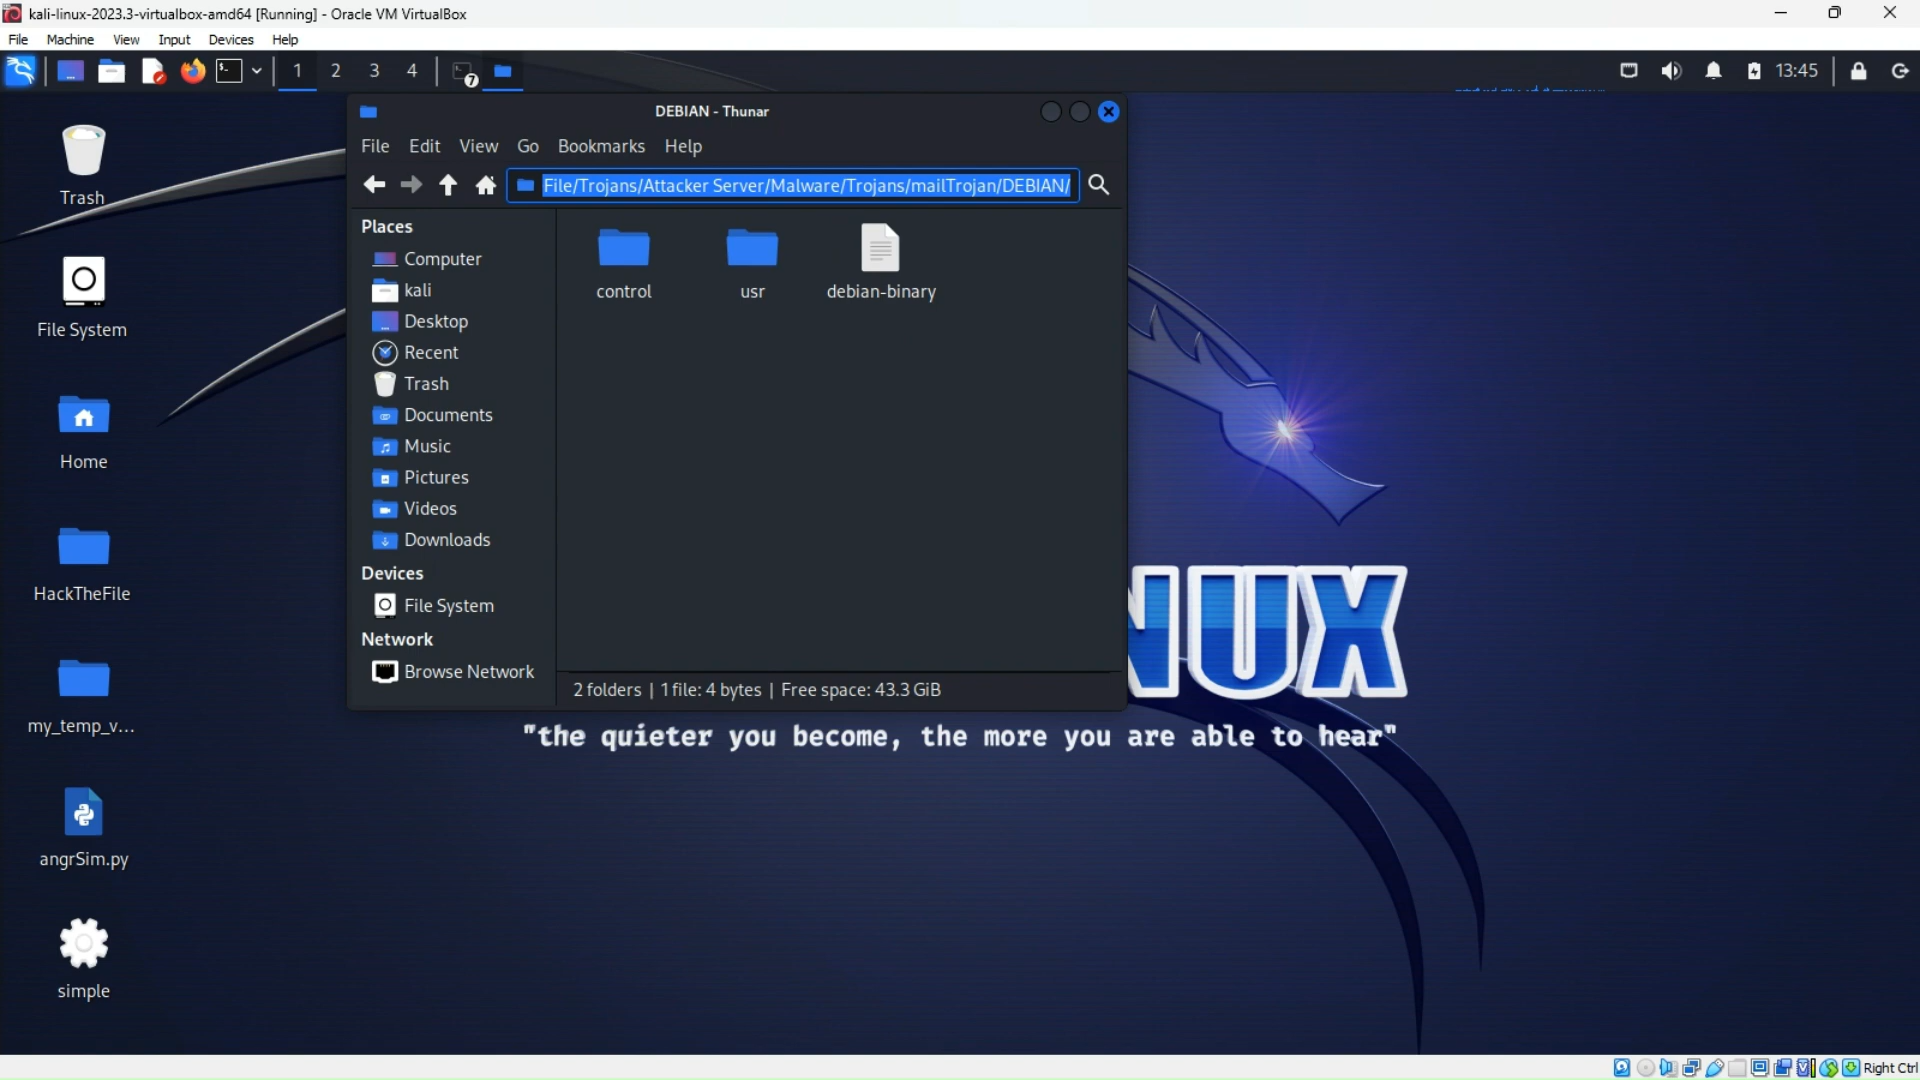 kali-linux-2023.3-virtualbox-amd64 [Running] - Oracle VM VirtualBox
File Machine View Input Devices Help
1 2 3 4 7 13:45
DEBIAN - Thunar
File Edit View Go Bookmarks Help
File/Trojans/Attacker Server/Malware/Trojans/mailTrojan/DEBIAN/
Places
Computer
kali
Desktop
Recent
Trash
Documents
Music
Pictures
Videos
Downloads
Devices
File System
Network
Browse Network
control usr debian-binary
2 folders | 1 file: 4 bytes | Free space: 43.3 GiB
Trash
File System
Home
HackTheFile
my_temp_v...
angrSim.py
simple
NUX
"the quieter you become, the more you are able to hear"
Right Ctrl